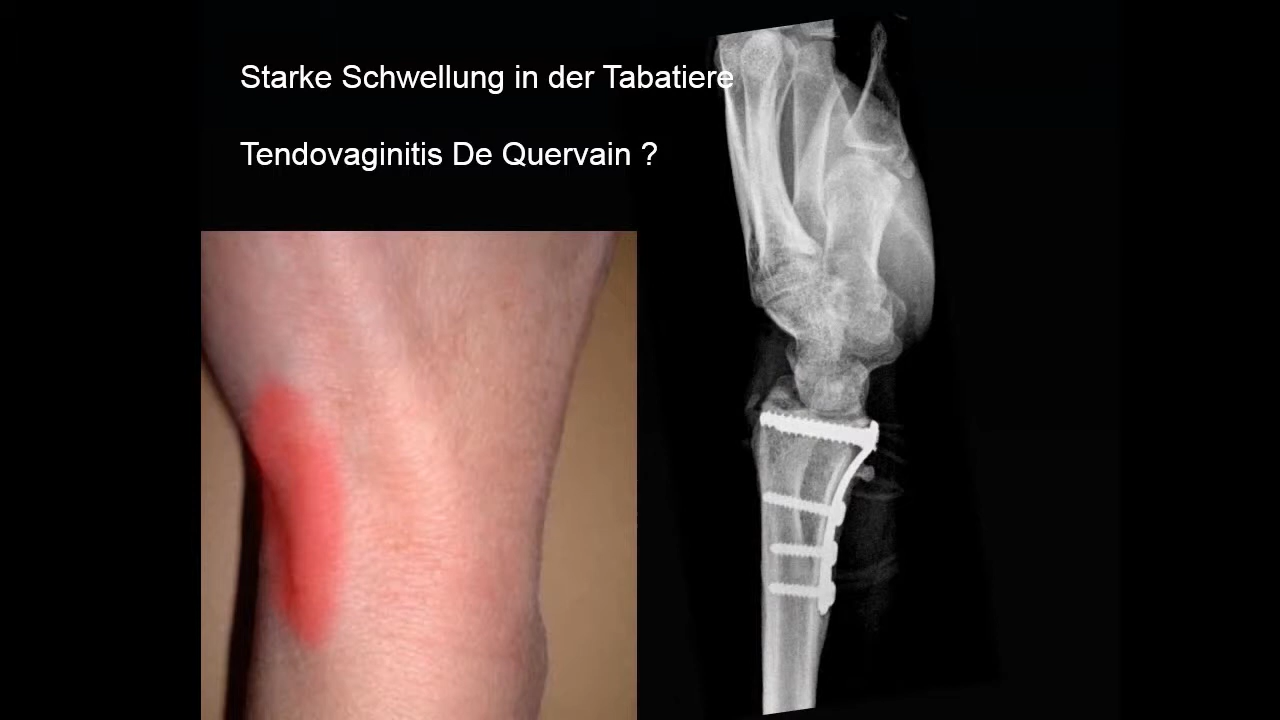 Starke Schwellung in der Tabatiere
Tendovaginitis De Quervain ?